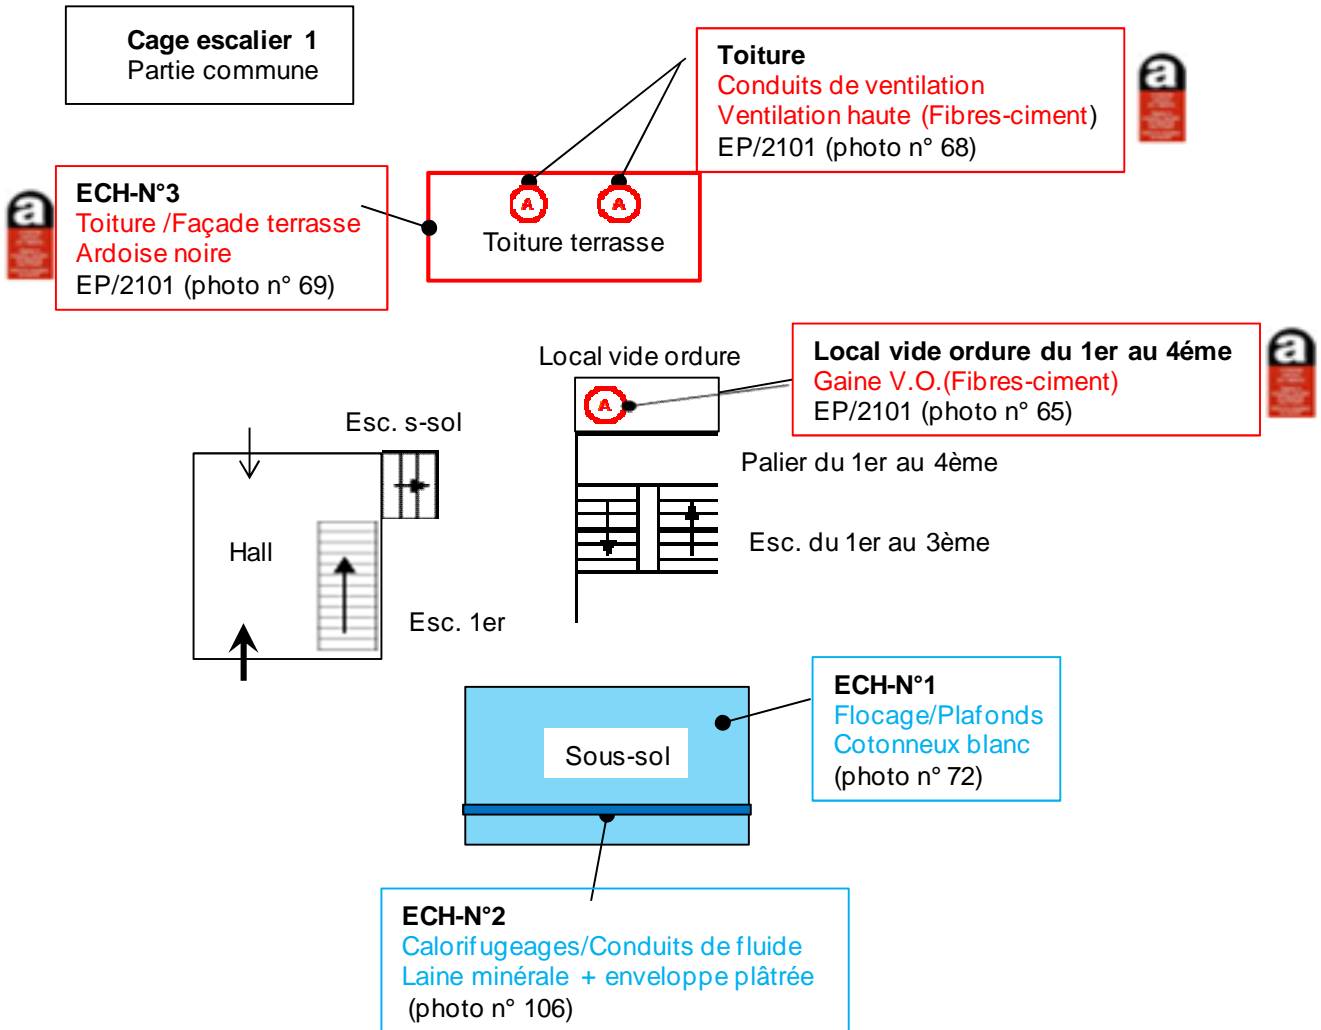 Cage escalier 1
Partie commune
Toiture
Conduits de ventilation
Ventilation haute (Fibres-ciment)
EP/2101 (photo n° 68)
a
ECH-N°3
Toiture /Façade terrasse
Ardoise noire
EP/2101 (photo n° 69)
a
A
A
Toiture terrasse
Local vide ordure
A
Local vide ordure du 1er au 4éme
Gaine V.O.(Fibres-ciment)
EP/2101 (photo n° 65)
a
Esc. s-sol
Palier du 1er au 4ème
Hall
Esc. du 1er au 3ème
Esc. 1er
Sous-sol
ECH-N°1
Flocage/Plafonds
Cotonneux blanc
(photo n° 72)
ECH-N°2
Calorifugeages/Conduits de fluide
Laine minérale + enveloppe plâtrée
(photo n° 106)